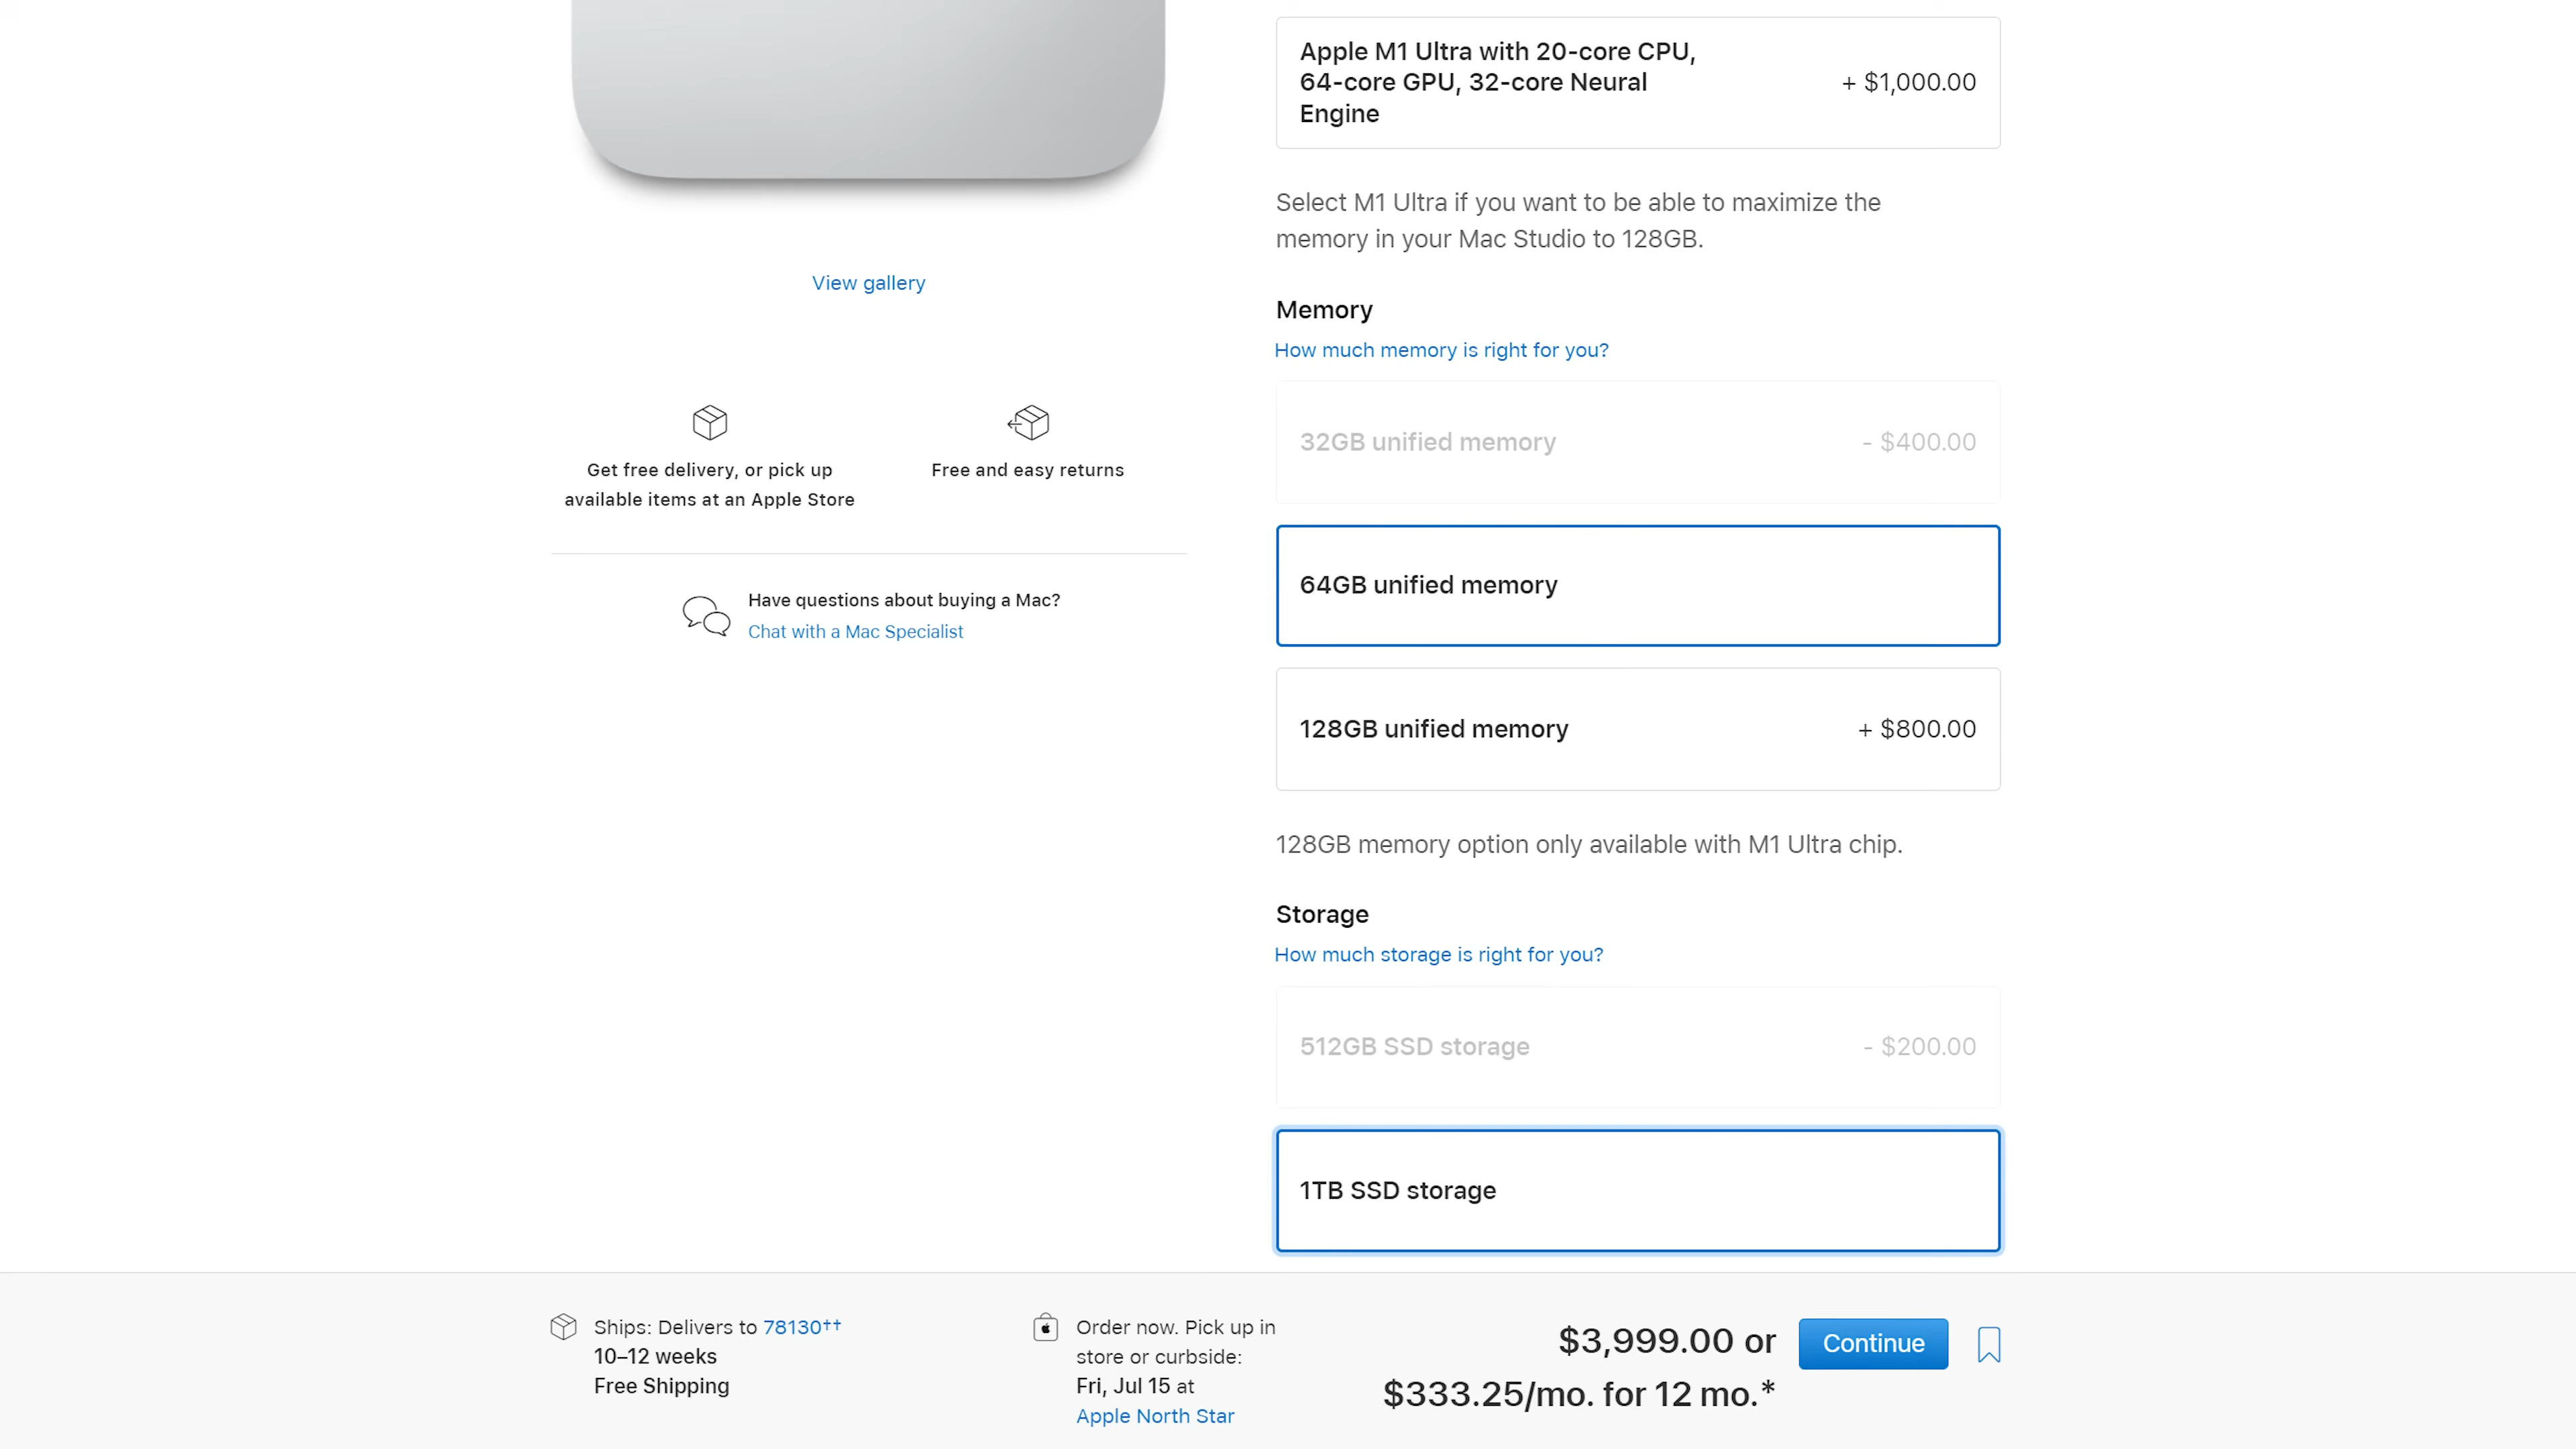 Apple M1 Ultra with 20-core CPU,
64-core GPU, 32-core Neural
Engine
+ $1,000.00
Select M1 Ultra if you want to be able to maximize the
memory in your Mac Studio to 128GB.
View gallery
Get free delivery, or pick up
available items at an Apple Store
Free and easy returns
Have questions about buying a Mac?
Chat with a Mac Specialist
Memory
How much memory is right for you?
32GB unified memory - $400.00
64GB unified memory
128GB unified memory + $800.00
128GB memory option only available with M1 Ultra chip.
Storage
How much storage is right for you?
512GB SSD storage - $200.00
1TB SSD storage
Ships: Delivers to 78130††
10–12 weeks
Free Shipping
Order now. Pick up in
store or curbside:
Fri, Jul 15 at
Apple North Star
$3,999.00 or
$333.25/mo. for 12 mo.*
Continue